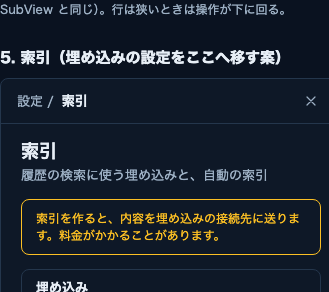 SubView と同じ)。行は狭いときは操作が下に回る。
5. 索引（埋め込みの設定をここへ移す案）
設定 / 索引
索引
履歴の検索に使う埋め込みと、自動の索引
索引を作ると、内容を埋め込みの接続先に送りま
す。料金がかかることがあります。
埋め込み